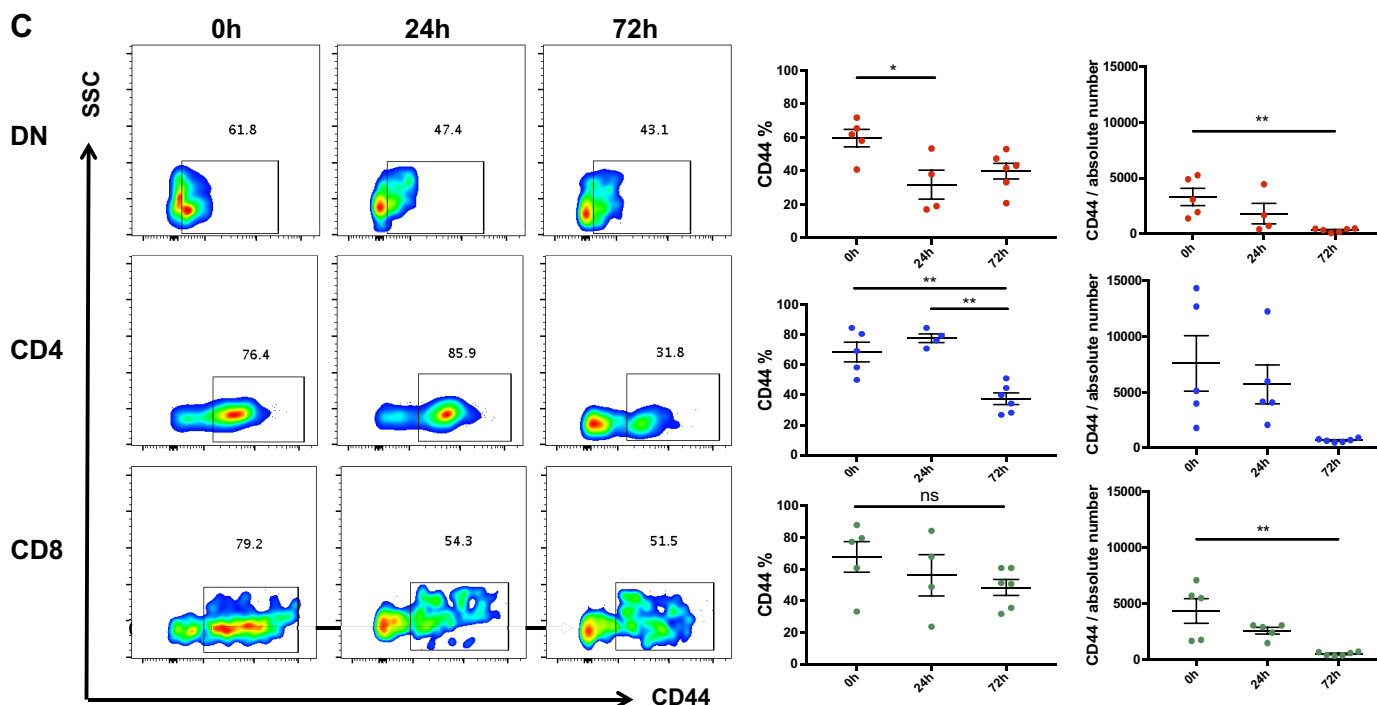 C
0h 24h 72h
SSC
DN
61.8 47.4 43.1
CD4
76.4 85.9 31.8
CD8
79.2 54.3 51.5
CD44
CD44 %
100
80
60
40
20
0
*
0h 24h 72h
CD44 / absolute number
15000
10000
5000
0
**
0h 24h 72h
CD44 %
100
80
60
40
20
0
**
**
0h 24h 72h
CD44 / absolute number
15000
10000
5000
0
0h 24h 72h
CD44 %
100
80
60
40
20
0
ns
0h 24h 72h
CD44 / absolute number
15000
10000
5000
0
**
0h 24h 72h